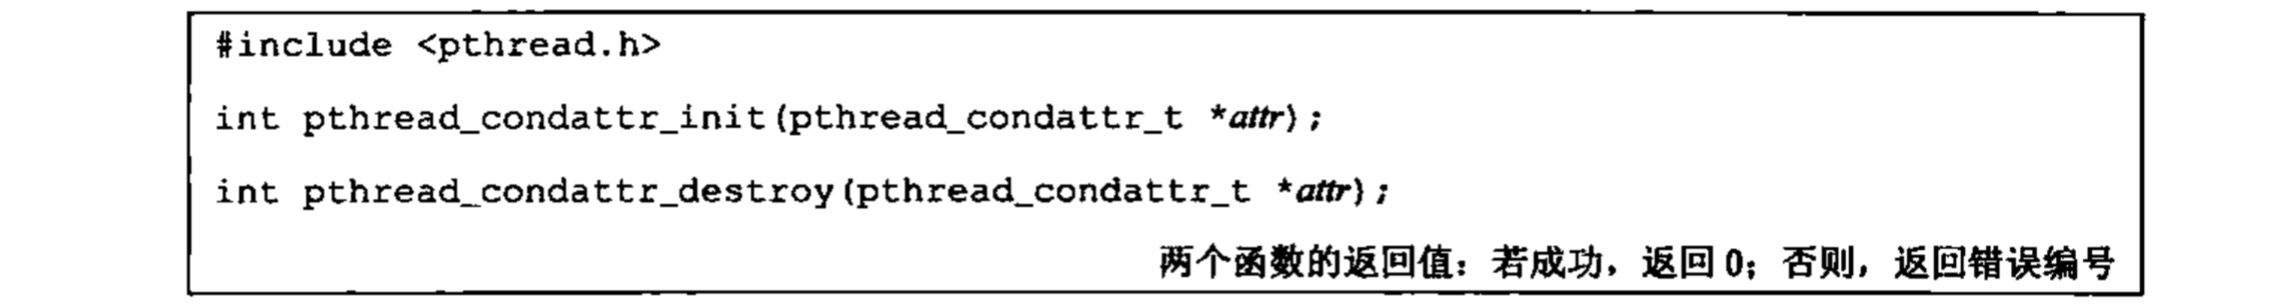 #include <pthread.h>
int pthread_condattr_init(pthread_condattr_t *attr);
int pthread_condattr_destroy(pthread_condattr_t *attr);
两个函数的返回值：若成功，返回 0；否则，返回错误编号